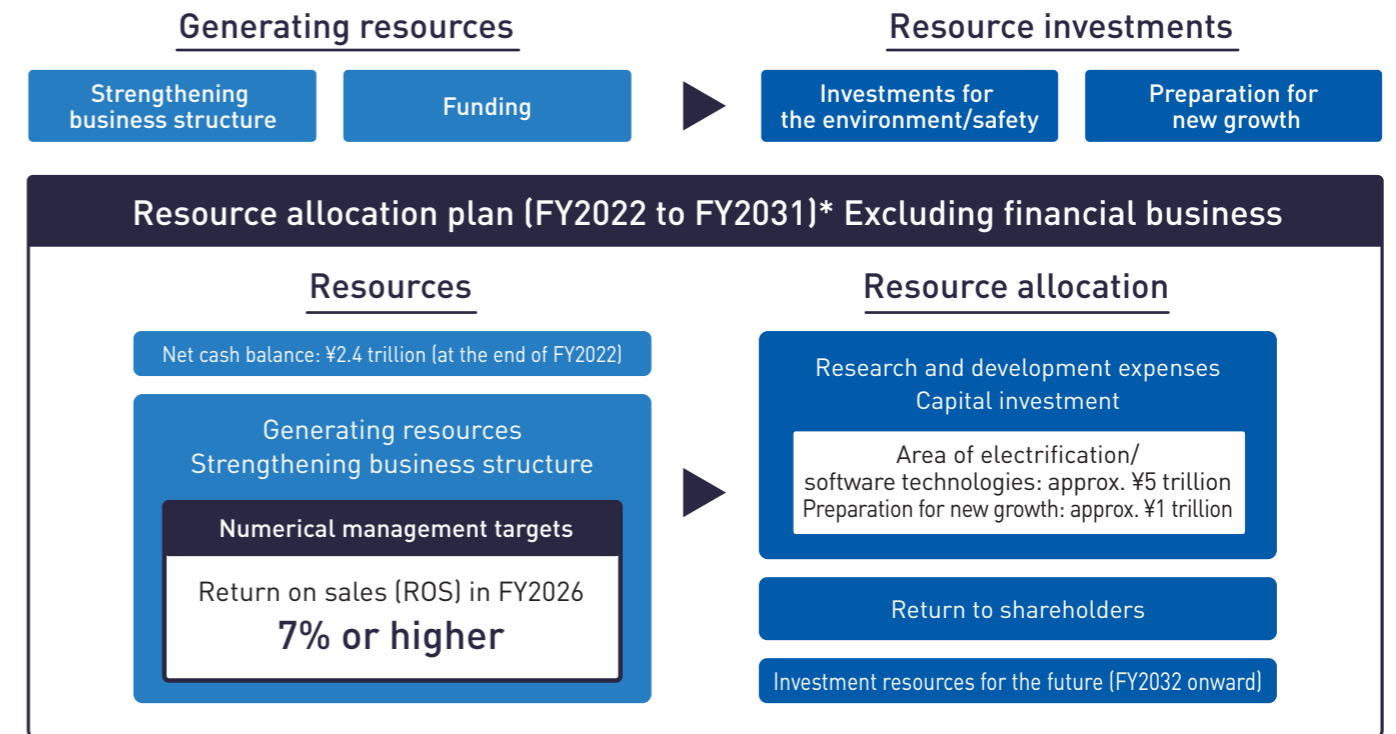 Generating resources
Strengthening
business structure
Funding
Resource investments
Investments for
the environment/safety
Preparation for
new growth
Resource allocation plan (FY2022 to FY2031)* Excluding financial business
Resources
Net cash balance: ¥2.4 trillion (at the end of FY2022)
Generating resources
Strengthening business structure
Numerical management targets
Return on sales (ROS) in FY2026
7% or higher
Resource allocation
Research and development expenses
Capital investment
Area of electrification/
software technologies: approx. ¥5 trillion
Preparation for new growth: approx. ¥1 trillion
Return to shareholders
Investment resources for the future (FY2032 onward)